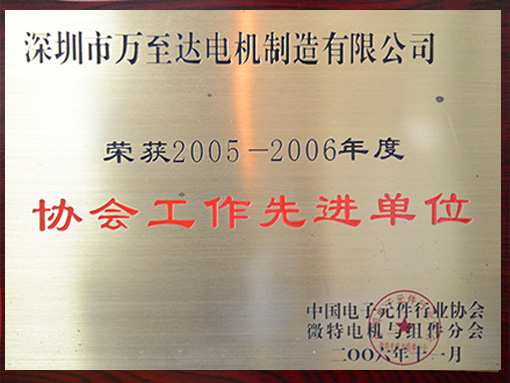 深圳市万至达电机制造有限公司
荣获2005-2006年度
协会工作先进单位
中国电子元件行业协会
微特电机与组件分会
二〇〇六年十一月